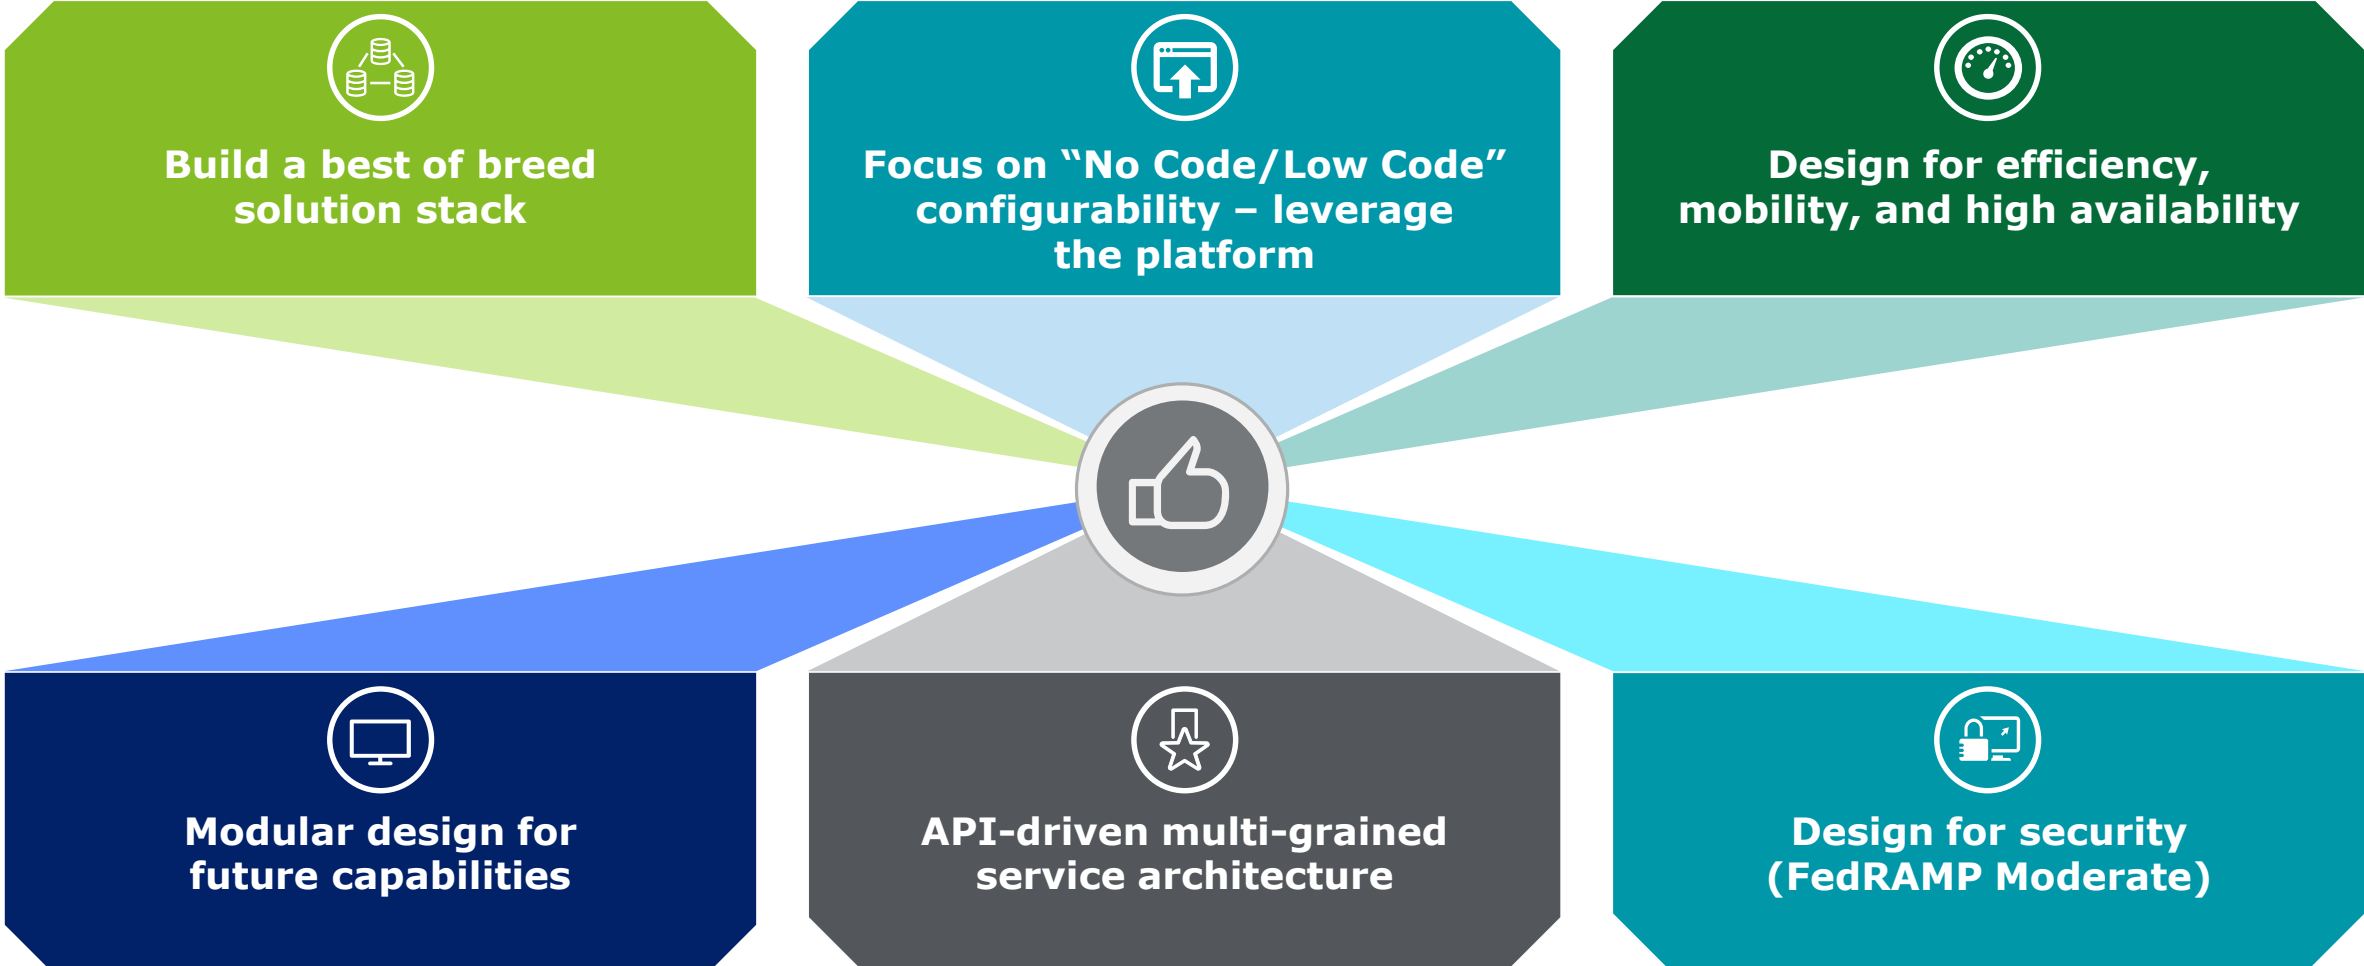 Build a best of breed
solution stack
Focus on “No Code/Low Code”
configurability – leverage
the platform
Design for efficiency,
mobility, and high availability
Modular design for
future capabilities
API-driven multi-grained
service architecture
Design for security
(FedRAMP Moderate)